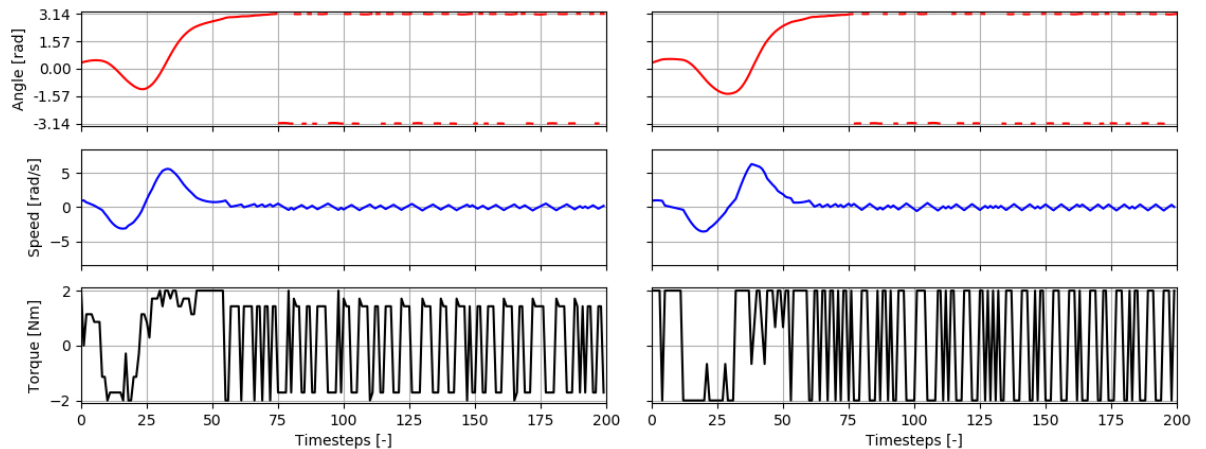 Angle [rad]
3.14
1.57
0.00
−1.57
−3.14
Speed [rad/s]
5
0
−5
Torque [Nm]
2
0
−2
0 25 50 75 100 125 150 175 200
Timesteps [-]
0 25 50 75 100 125 150 175 200
Timesteps [-]